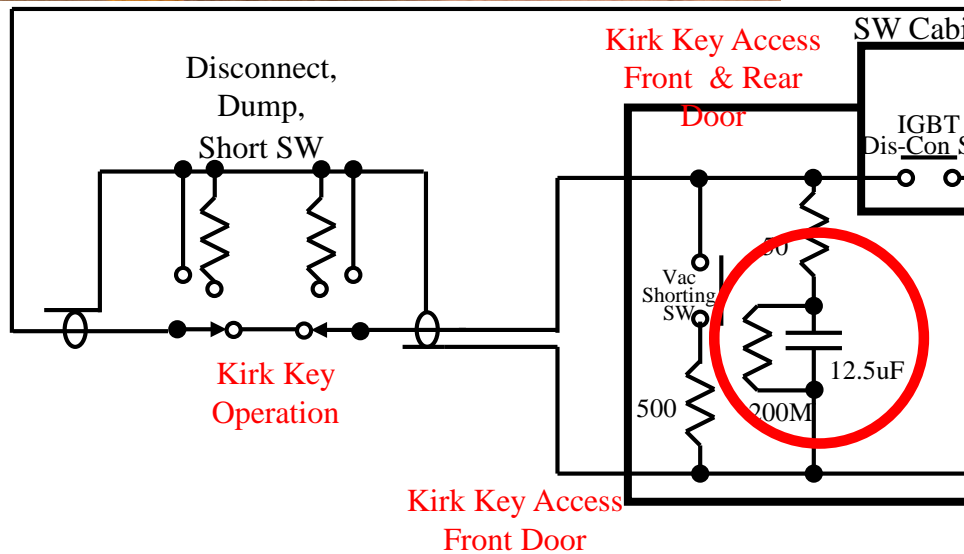 SW Cabi
Kirk Key Access
Front & Rear
Door
Disconnect,
Dump,
Short SW
IGBT
Dis-Con S
50
Vac
Shorting
SW
12.5uF
Kirk Key
Operation
500
200M
Kirk Key Access
Front Door